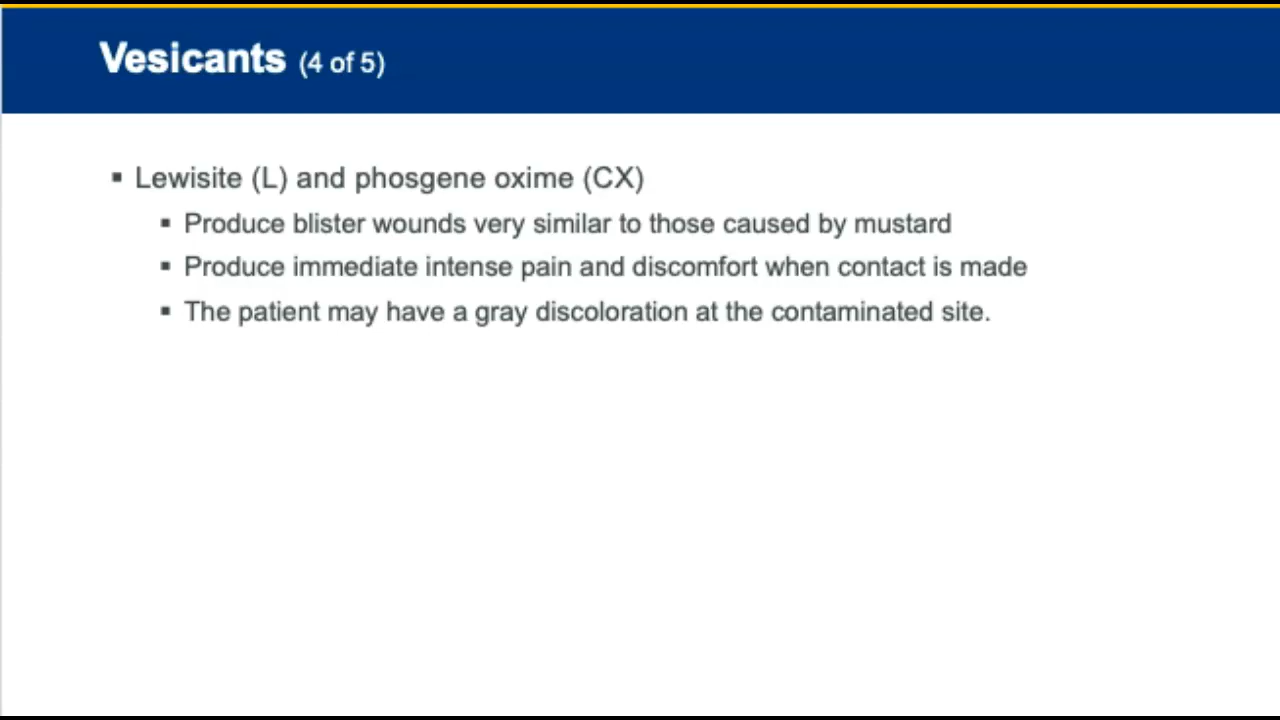 Vesicants (4 of 5)
▪ Lewisite (L) and phosgene oxime (CX)
▪ Produce blister wounds very similar to those caused by mustard
▪ Produce immediate intense pain and discomfort when contact is made
▪ The patient may have a gray discoloration at the contaminated site.